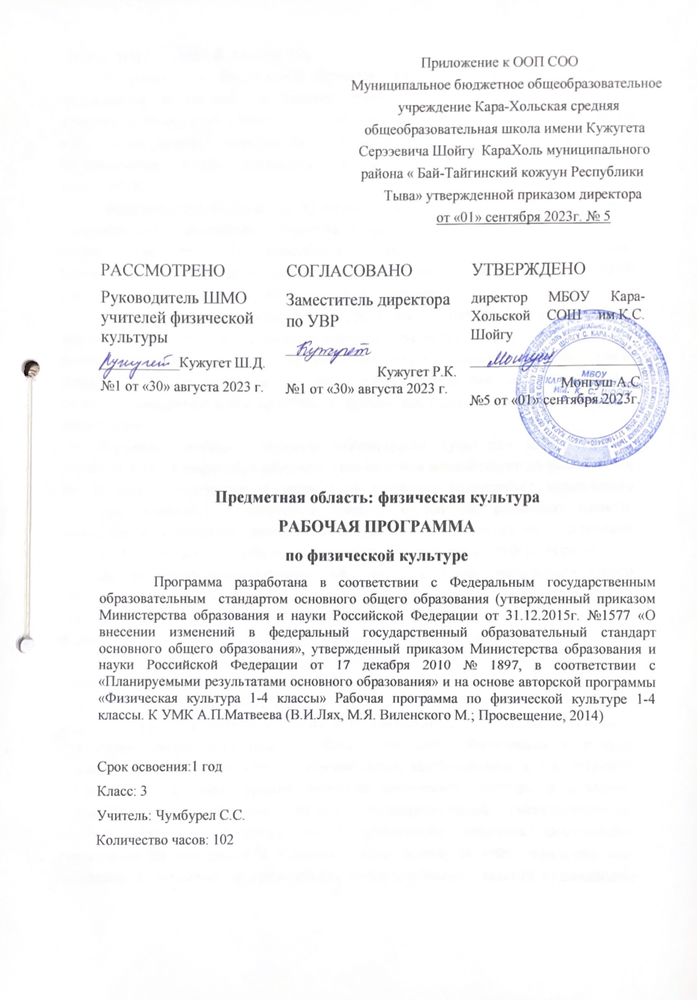 Приложение к ООП СОО
Муниципальное бюджетное общеобразовательное
учреждение Кара-Хольская средняя
общеобразовательная школа имени Кужугета
Серээевича Шойгу  КараХоль муниципального
района « Бай-Тайгинский кожуун Республики
Тыва» утвержденной приказом директора
от «01» сентября 2023г. № 5
РАССМОТРЕНО
Руководитель ШМО
учителей физической
культуры
Кужугет Кужугет Ш.Д.
№1 от «30» августа 2023 г.
СОГЛАСОВАНО
Заместитель директора
по УВР
Кужугет
Кужугет Р.К.
№1 от «30» августа 2023 г.
УТВЕРЖДЕНО
директор МБОУ Кара-
Хольской СОШ им.К.С.
Шойгу
Монгуш
Монгуш А.С.
№5 от «01» сентября 2023г.
МБОУ
ИМ. К. С. ШОЙГУ
Предметная область: физическая культура
РАБОЧАЯ ПРОГРАММА
по физической культуре
Программа разработана в соответствии с Федеральным государственным
образовательным  стандартом основного общего образования (утвержденный приказом
Министерства образования и науки Российской Федерации от 31.12.2015г. №1577 «О
внесении изменений в федеральный государственный образовательный стандарт
основного общего образования», утвержденный приказом Министерства образования и
науки Российской Федерации от 17 декабря 2010 № 1897, в соответствии с
«Планируемыми результатами основного образования» и на основе авторской программы
«Физическая культура 1-4 классы» Рабочая программа по физической культуре 1-4
классы. К УМК А.П.Матвеева (В.И.Лях, М.Я. Виленского М.; Просвещение, 2014)
Срок освоения:1 год
Класс: 3
Учитель: Чумбурел С.С.
Количество часов: 102